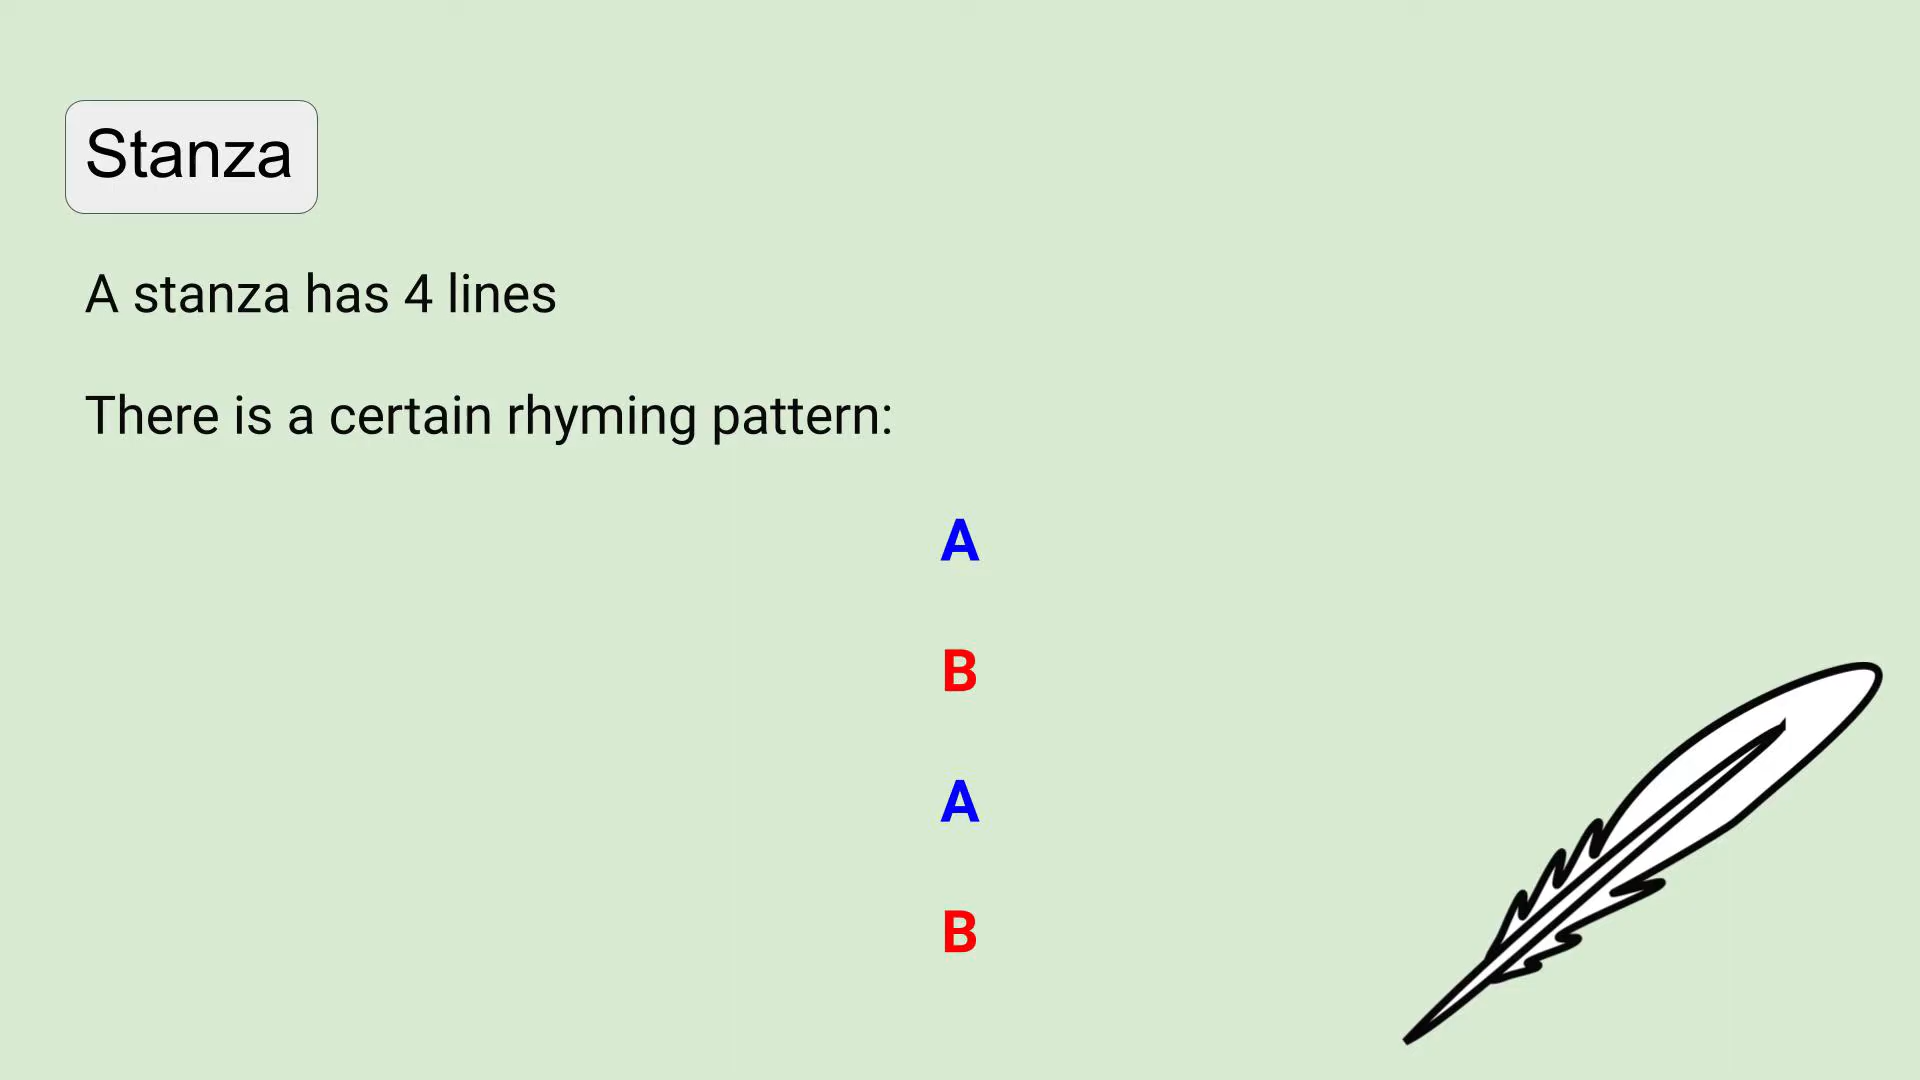 Stanza
A stanza has 4 lines
There is a certain rhyming pattern:
A
B
A
B